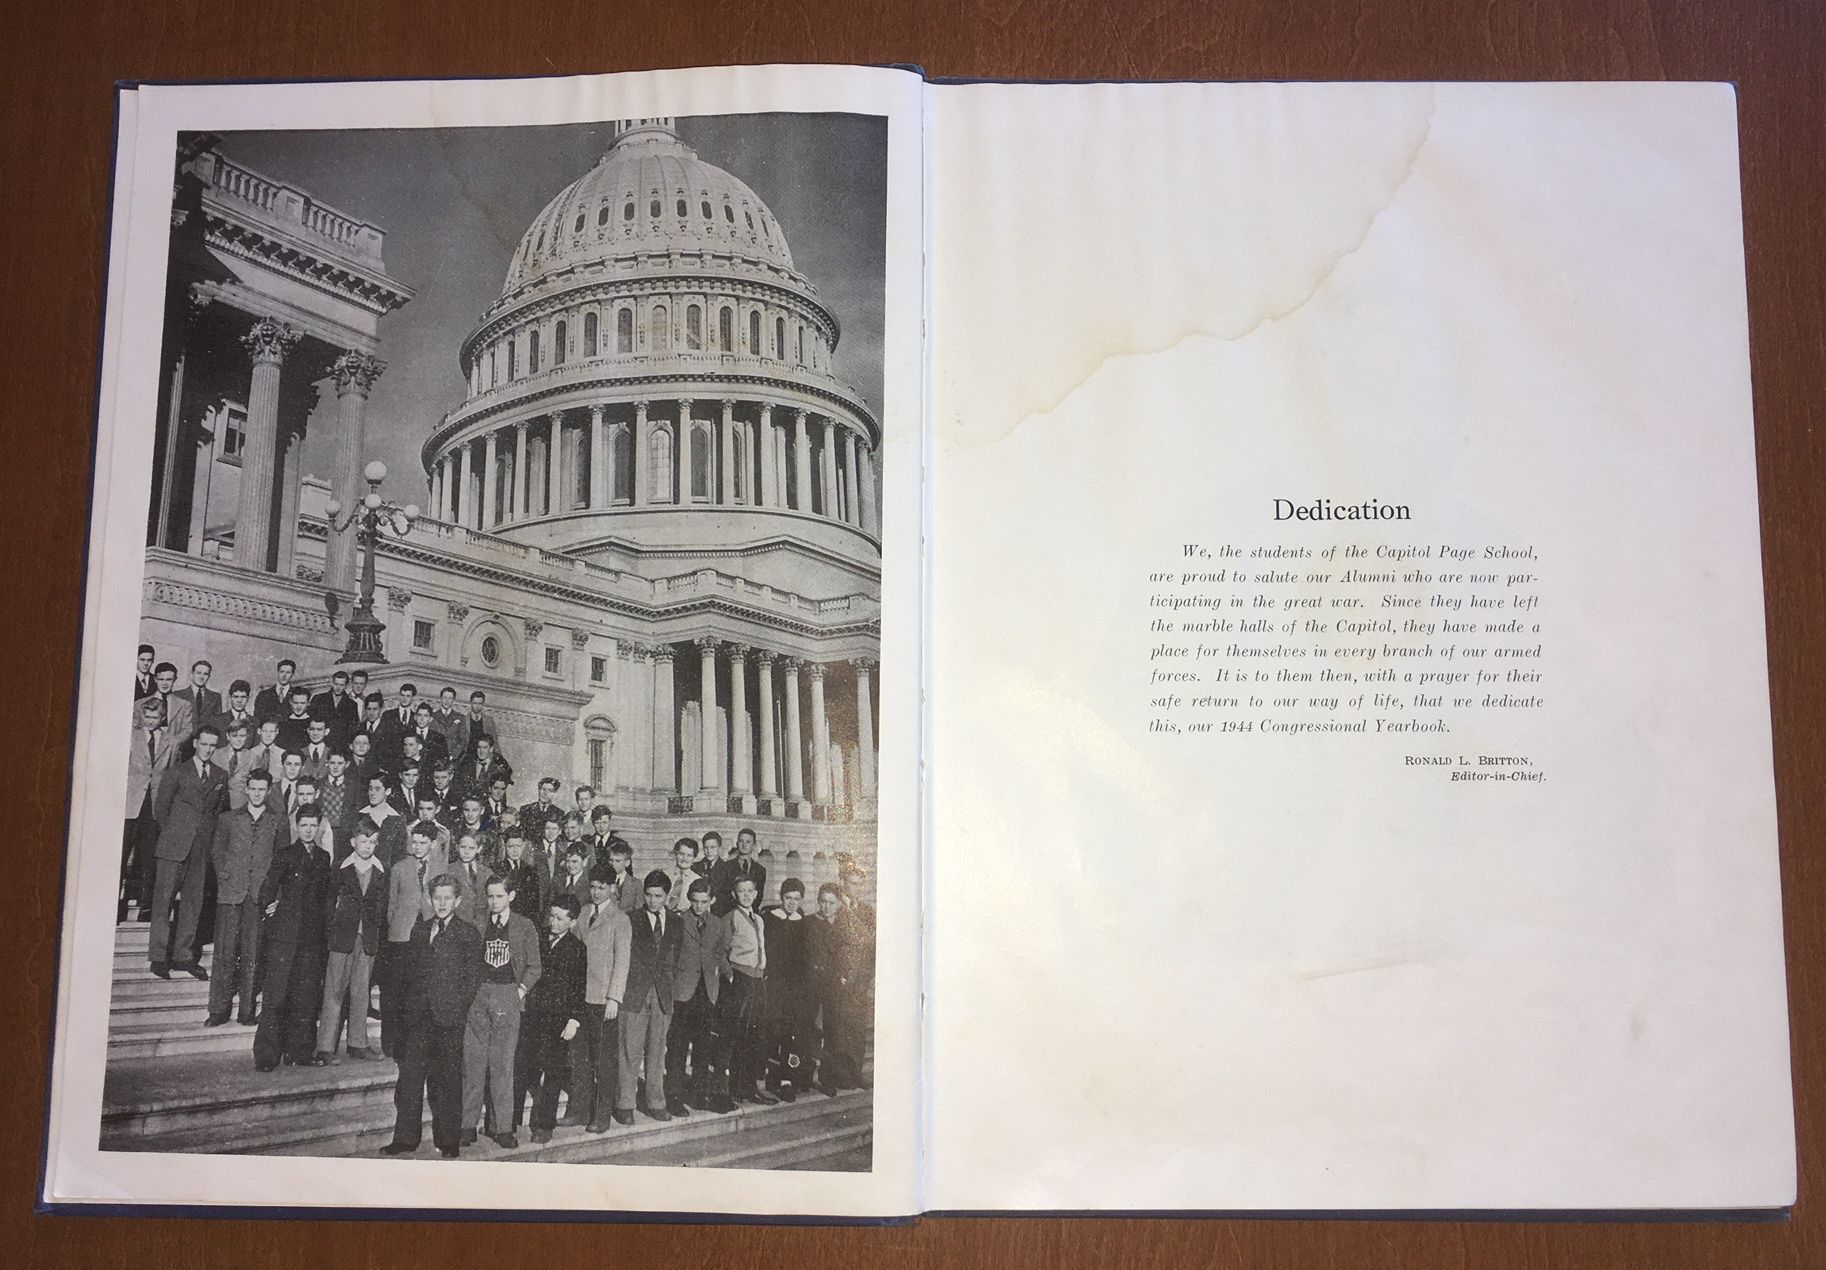 Dedication
We, the students of the Capitol Page School,
are proud to salute our Alumni who are now par-
ticipating in the great war. Since they have left
the marble halls of the Capitol, they have made a
place for themselves in every branch of our armed
forces. It is to them then, with a prayer for their
safe return to our way of life, that we dedicate
this, our 1944 Congressional Yearbook.
RONALD L. BRITTON,
Editor-in-Chief.